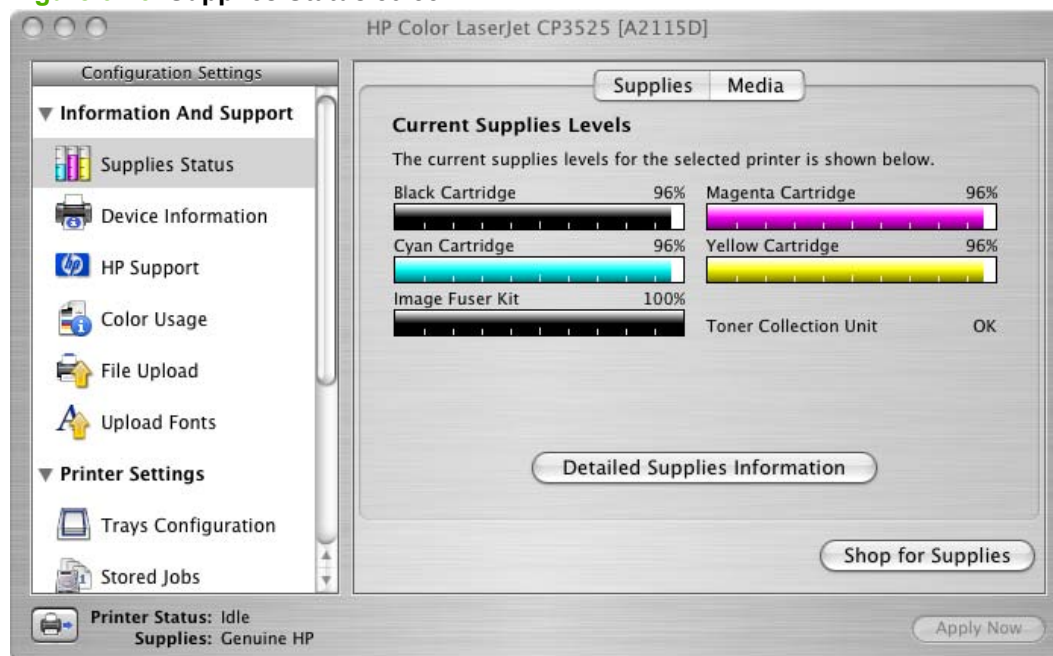 HP Color LaserJet CP3525 [A2115D]
Configuration Settings
Information And Support
Supplies Status
Device Information
HP Support
Color Usage
File Upload
Upload Fonts
Printer Settings
Trays Configuration
Stored Jobs
Supplies Media
Current Supplies Levels
The current supplies levels for the selected printer is shown below.
Black Cartridge 96%
Magenta Cartridge 96%
Cyan Cartridge 96%
Yellow Cartridge 96%
Image Fuser Kit 100%
Toner Collection Unit OK
Detailed Supplies Information
Shop for Supplies
Printer Status: Idle
Supplies: Genuine HP
Apply Now